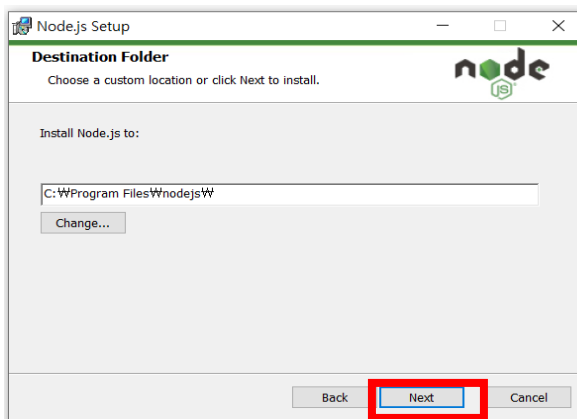 Node.js Setup
Destination Folder
Choose a custom location or click Next to install.
node
JS
Install Node.js to:
C:₩Program Files₩nodejs₩
Change...
Back Next Cancel